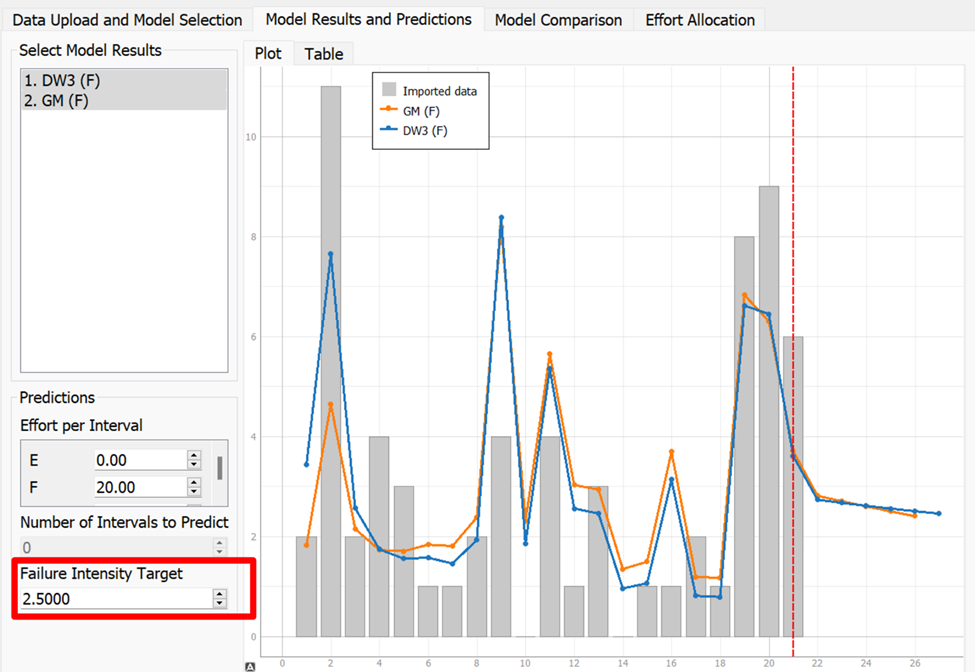 Data Upload and Model Selection
Model Results and Predictions
Model Comparison
Effort Allocation
Select Model Results
1. DW3 (F)
2. GM (F)
Plot
Table
Imported data
GM (F)
DW3 (F)
10
8
6
4
2
0
0 2 4 6 8 10 12 14 16 18 20 22 24 26
A
Predictions
Effort per Interval
E 0.00
F 20.00
Number of Intervals to Predict
0
Failure Intensity Target
2.5000